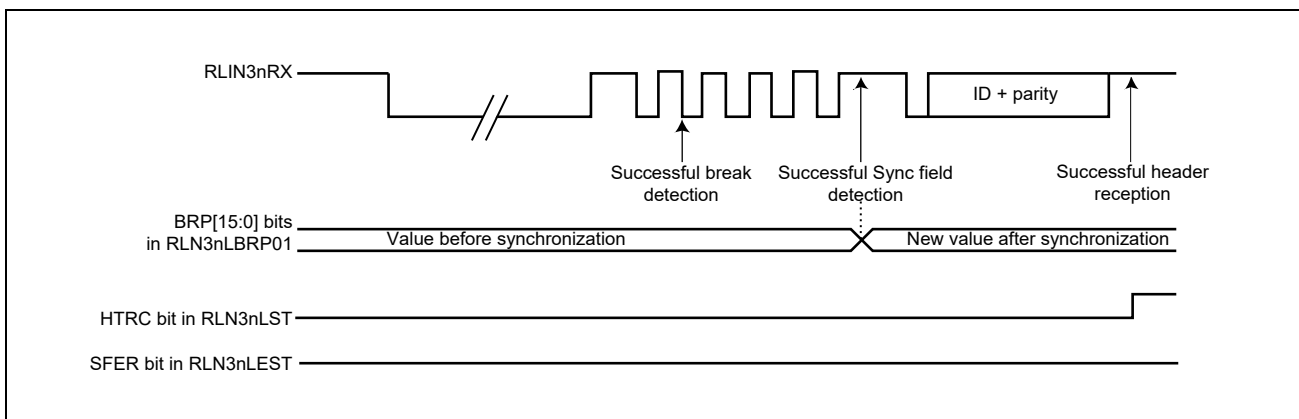 RLIN3nRX
ID + parity
Successful break
detection
Successful Sync field
detection
Successful header
reception
BRP[15:0] bits
in RLN3nLBRP01
Value before synchronization
New value after synchronization
HTRC bit in RLN3nLST
SFER bit in RLN3nLEST